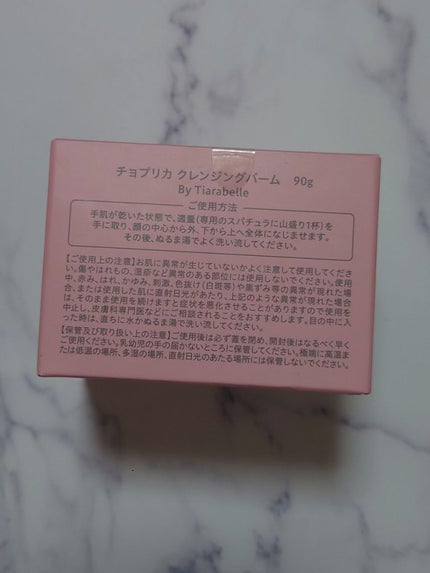 チョプリカ クレンジングバーム 90g
By Tiarabelle
ご使用方法
手肌が乾いた状態で、適量(専用のスパチュラに山盛り1杯)を
手に取り、顔の中心から外、下から上へ全体になじませます。
その後、ぬるま湯でよく洗い流してください。
【ご使用上の注意】お肌に異常が生じていないかよく注意して使用してくださ
い。傷やはれもの、湿疹など異常のある部位には使用しないでください。使用
中、赤み、はれ、かゆみ、刺激、色抜け(白斑等)や黒ずみ等の異常が現れた場
合、または使用した肌に直射日光があたり、上記のような異常が現れた場合
は、そのまま使用を続けますと症状を悪化させることがありますので使用を
中止し、皮膚科専門医などにご相談されることをおすすめします。目の中に入
った時は、直ちに水かぬるま湯で洗い流してください。
【保管及び取り扱い上の注意】ご使用後は必ず蓋を閉め、開封後はなるべく早く
ご使用ください。乳幼児の手の届かないところに保管してください。極端に高温ま
たは低温の場所、多湿の場所、直射日光のあたる場所には保管しないでください。